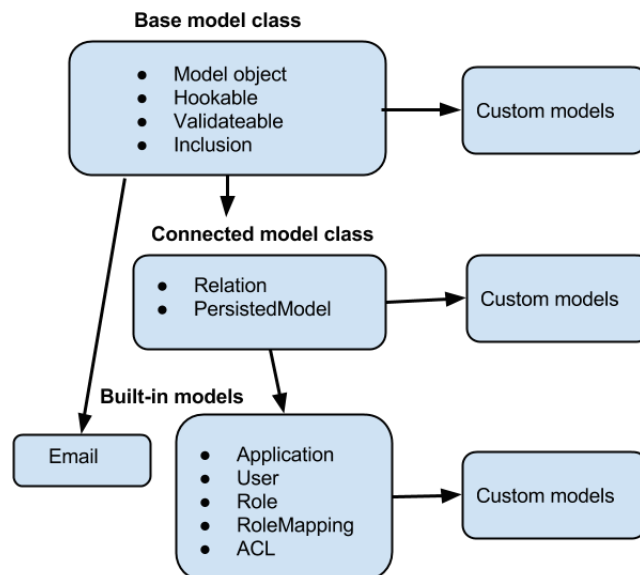 Base model class
● Model object
● Hookable
● Validateable
● Inclusion
Custom models
Connected model class
● Relation
● PersistedModel
Custom models
Built-in models
Email
● Application
● User
● Role
● RoleMapping
● ACL
Custom models